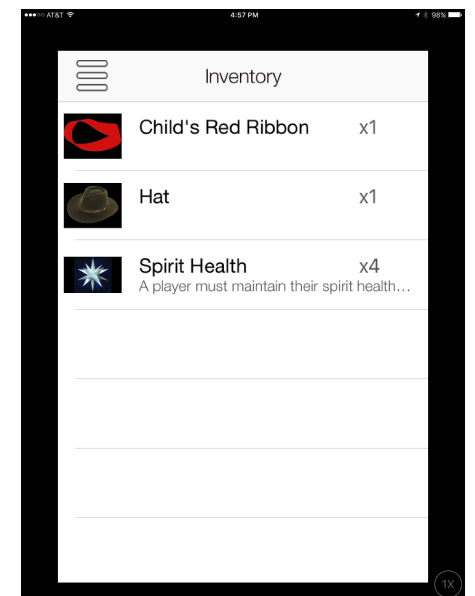 AT&T 4:57 PM 98%
Inventory
Child's Red Ribbon x1
Hat x1
Spirit Health x4
A player must maintain their spirit health…
1X